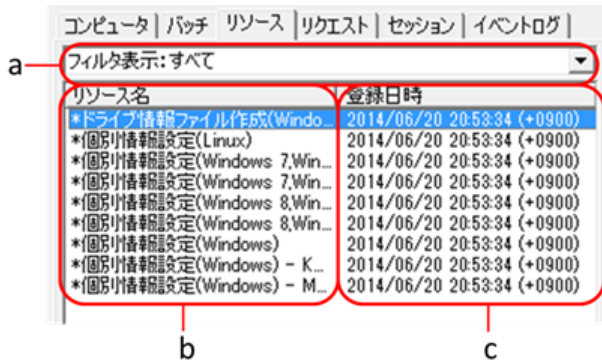 コンピュータ バッチ リソース リクエスト セッション イベントログ
a フィルタ表示:すべて
リソース名 登録日時
*ドライブ情報ファイル作成(Windo... 2014/06/20 20:53:34 (+0900)
*個別情報設定(Linux) 2014/06/20 20:53:34 (+0900)
*個別情報設定(Windows 7,Win... 2014/06/20 20:53:34 (+0900)
*個別情報設定(Windows 7,Win... 2014/06/20 20:53:34 (+0900)
*個別情報設定(Windows 8,Win... 2014/06/20 20:53:34 (+0900)
*個別情報設定(Windows 8,Win... 2014/06/20 20:53:34 (+0900)
*個別情報設定(Windows) 2014/06/20 20:53:34 (+0900)
*個別情報設定(Windows) - K... 2014/06/20 20:53:34 (+0900)
*個別情報設定(Windows) - M... 2014/06/20 20:53:34 (+0900)
b c